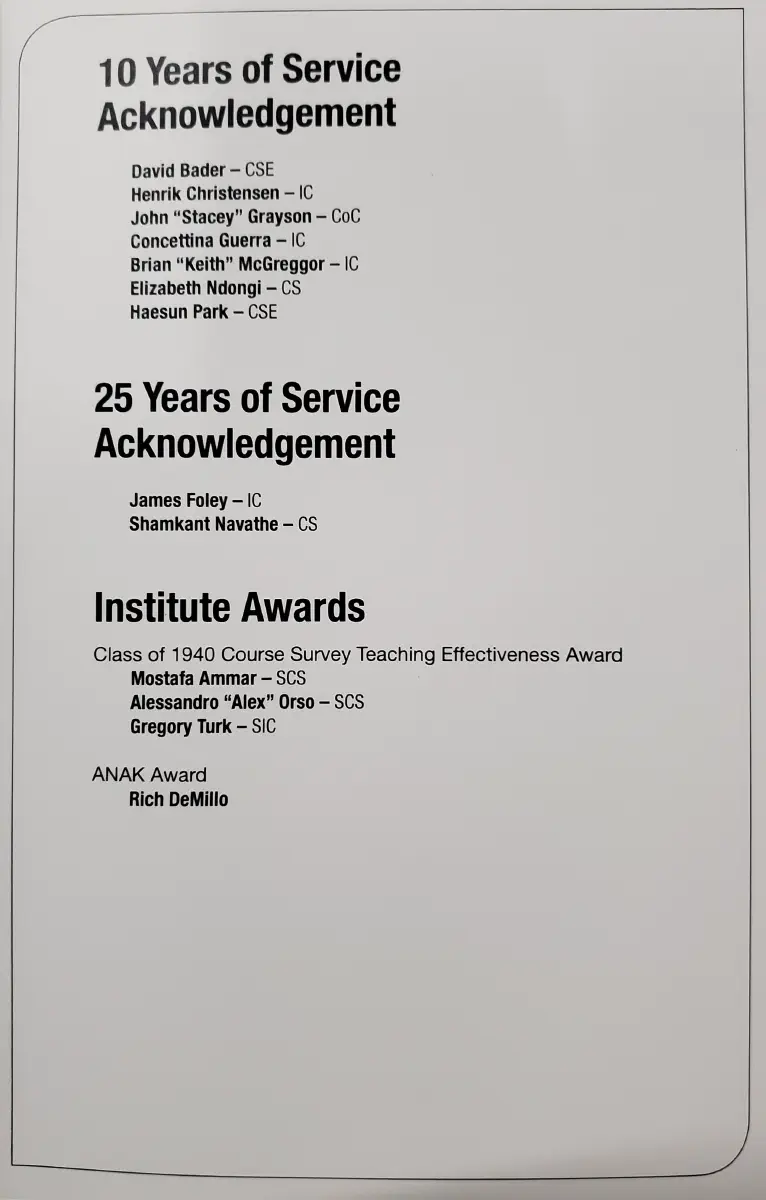 10 Years of Service
Acknowledgement
David Bader – CSE
Henrik Christensen – IC
John “Stacey” Grayson – CoC
Concettina Guerra – IC
Brian “Keith” McGreggor – IC
Elizabeth Ndongi – CS
Haesun Park – CSE
25 Years of Service
Acknowledgement
James Foley – IC
Shamkant Navathe – CS
Institute Awards
Class of 1940 Course Survey Teaching Effectiveness Award
Mostafa Ammar – SCS
Alessandro “Alex” Orso – SCS
Gregory Turk – SIC
ANAK Award
Rich DeMillo